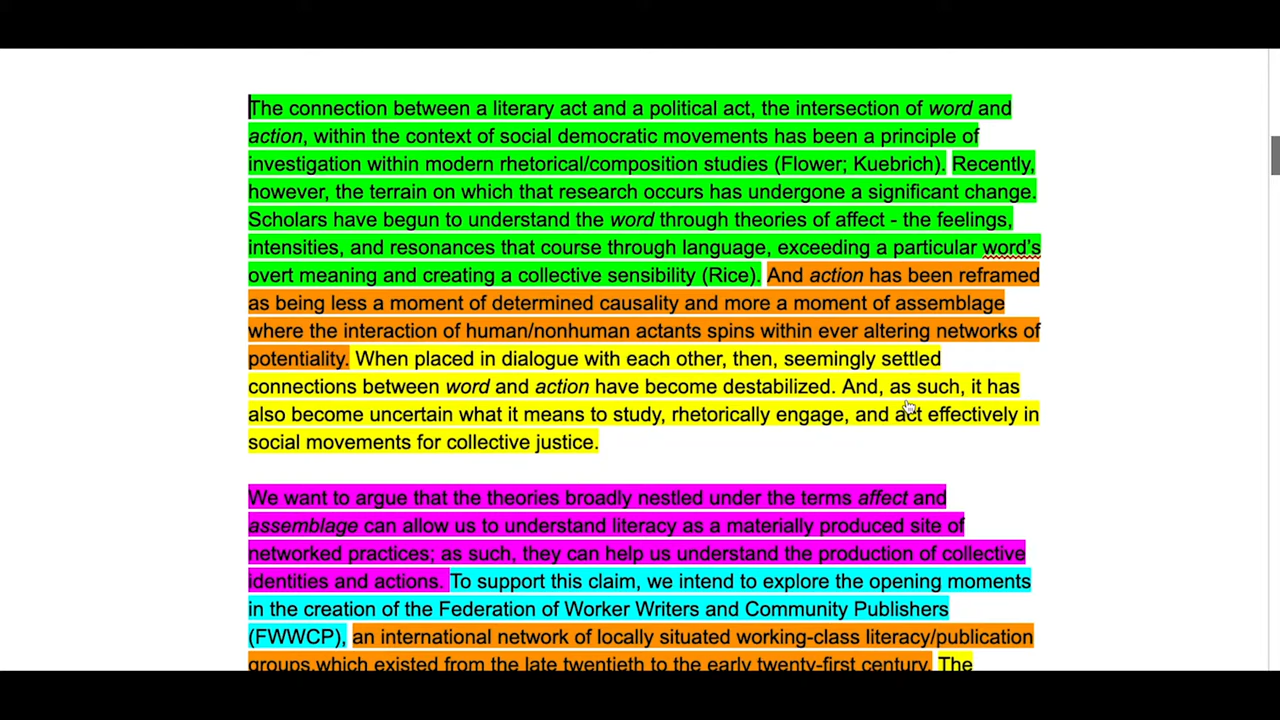 The connection between a literary act and a political act, the intersection of word and
action, within the context of social democratic movements has been a principle of
investigation within modern rhetorical/composition studies (Flower; Kuebrich). Recently,
however, the terrain on which that research occurs has undergone a significant change.
Scholars have begun to understand the word through theories of affect - the feelings,
intensities, and resonances that course through language, exceeding a particular word's
overt meaning and creating a collective sensibility (Rice). And action has been reframed
as being less a moment of determined causality and more a moment of assemblage
where the interaction of human/nonhuman actants spins within ever altering networks of
potentiality. When placed in dialogue with each other, then, seemingly settled
connections between word and action have become destabilized. And, as such, it has
also become uncertain what it means to study, rhetorically engage, and act effectively in
social movements for collective justice.
We want to argue that the theories broadly nestled under the terms affect and
assemblage can allow us to understand literacy as a materially produced site of
networked practices; as such, they can help us understand the production of collective
identities and actions. To support this claim, we intend to explore the opening moments
in the creation of the Federation of Worker Writers and Community Publishers
(FWWCP), an international network of locally situated working-class literacy/publication
groups,which existed from the late twentieth to the early twenty-first century. The